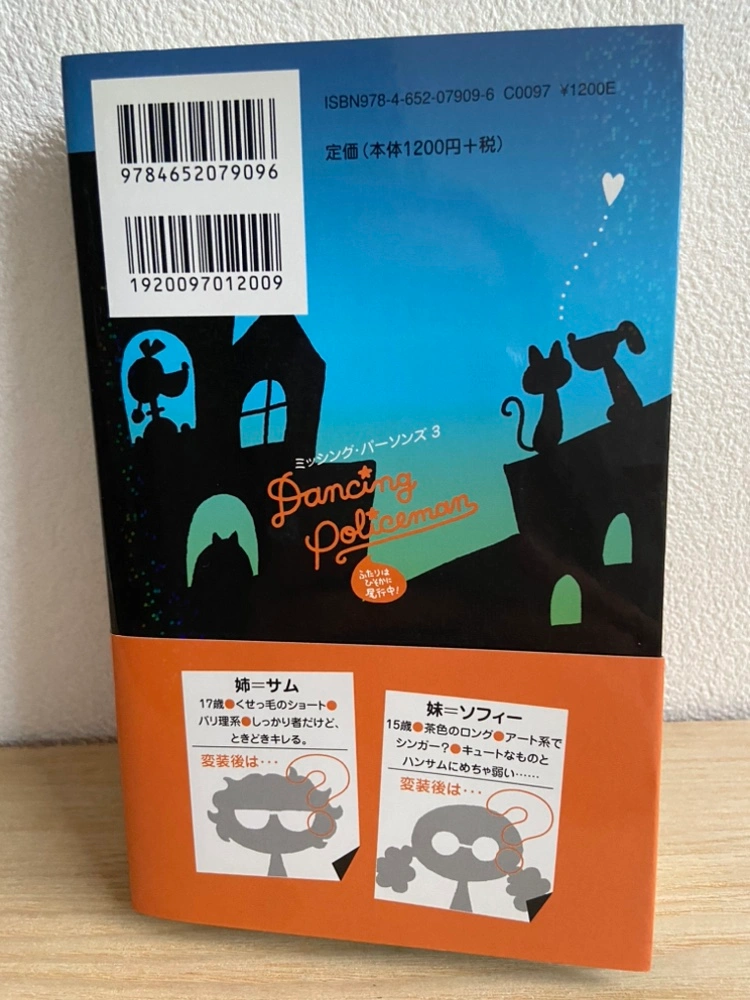 ISBN978-4-652-07909-6 C0097 ¥1200E
定価（本体1200円＋税）
9784652079096
1920097012009
ミッシング・パーソンズ 3
Dancing
Policeman
ふたりは
ひそかに
尾行中!
姉＝サム
17歳●くせっ毛のショート●
バリ理系●しっかり者だけど、
ときどきキレる。
変装後は…
?
妹＝ソフィー
15歳●茶色のロング●アート系で
シンガー?●キュートなものと
ハンサムにめちゃ弱い……
変装後は…
?